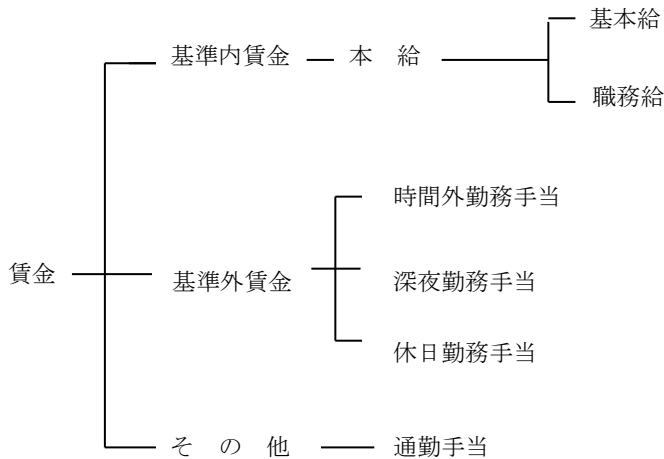 基本給
基準内賃金 本 給
職務給
時間外勤務手当
賃金 基準外賃金 深夜勤務手当
休日勤務手当
そ の 他 通勤手当